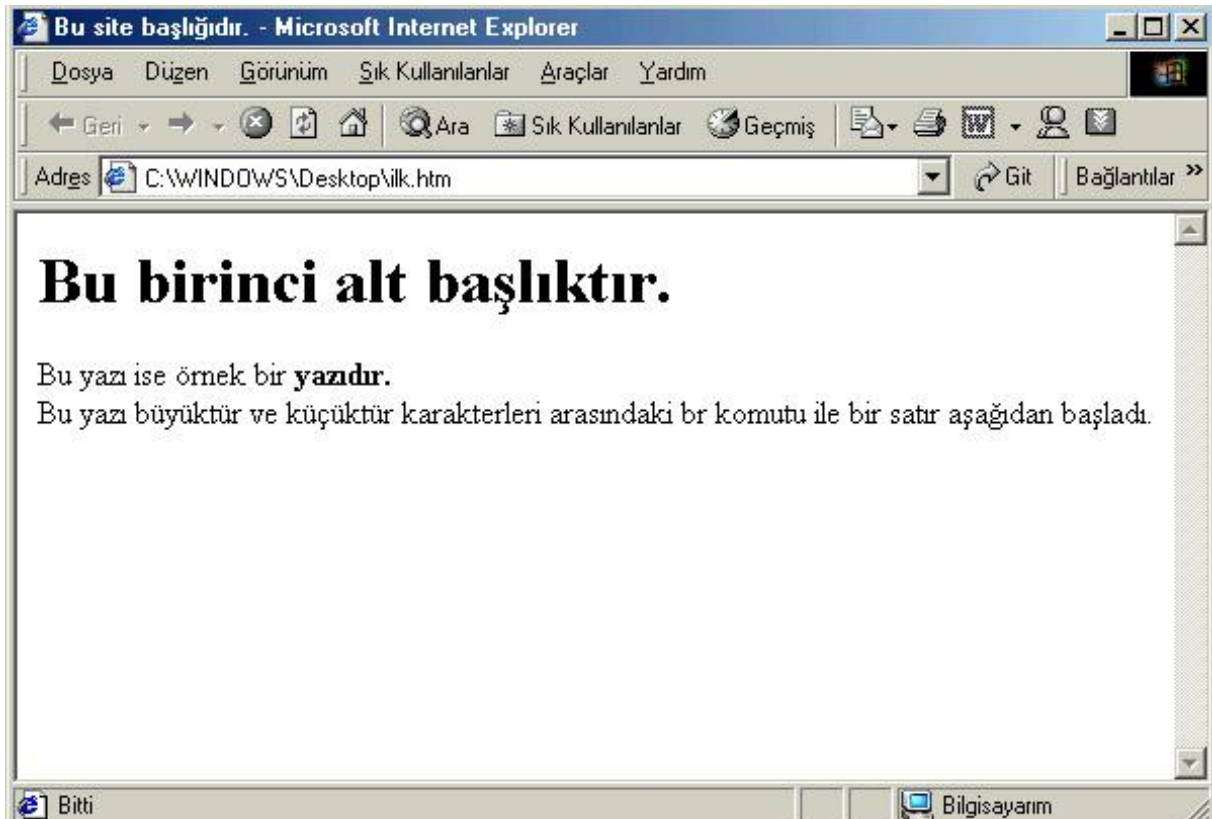 Bu site başlığıdır. - Microsoft Internet Explorer
Dosya Düzen Görünüm Sık Kullanılanlar Araçlar Yardım
Geri Ara Sık Kullanılanlar Geçmiş W
Adres C:\WINDOWS\Desktop\ilk.htm Git Bağlantılar »
Bu birinci alt başlıktır.
Bu yazı ise örnek bir yazıdır.
Bu yazı büyüktür ve küçüktür karakterleri arasındaki br komutu ile bir satır aşağıdan başladı.
Bitti Bilgisayarım